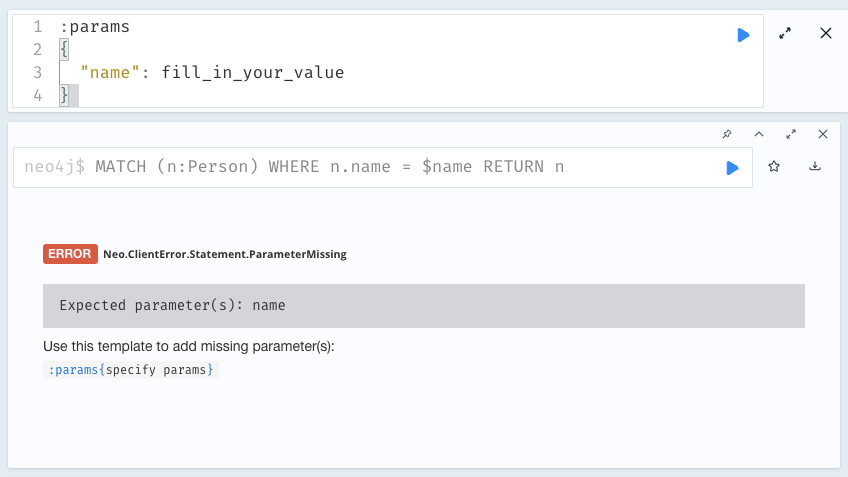 1 :params
2 {
3 "name": fill_in_your_value
4 }
neo4j$ MATCH (n:Person) WHERE n.name = $name RETURN n
ERROR Neo.ClientError.Statement.ParameterMissing
Expected parameter(s): name
Use this template to add missing parameter(s):
:params{specify params}